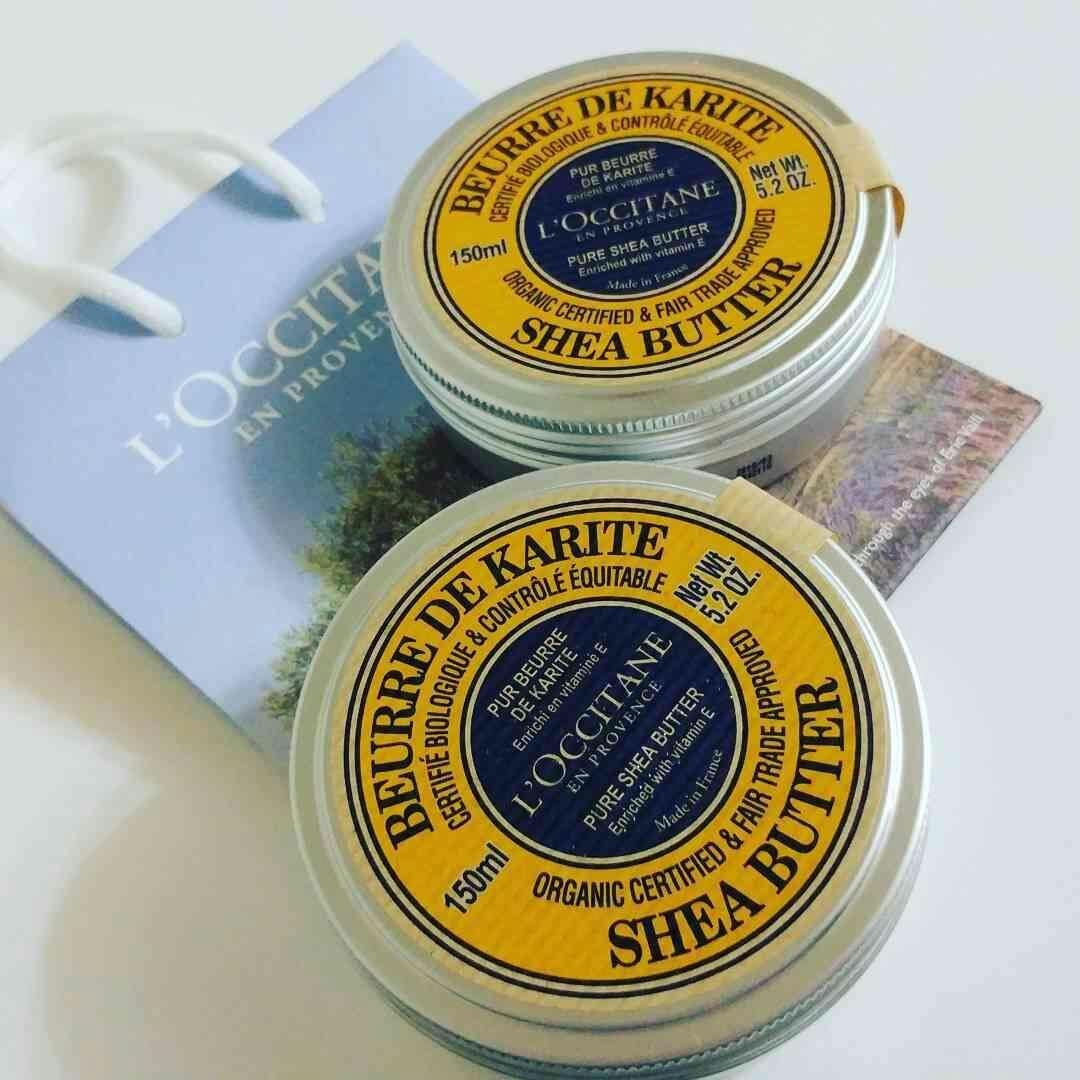 L'OCCITANE
EN PROVENCE
BEURRE DE KARITE
CERTIFIÉ BIOLOGIQUE & CONTRÔLÉ ÉQUITABLE
PUR BEURRE
DE KARITE
Enrichi en vitamine E
L'OCCITANE
EN PROVENCE
PURE SHEA BUTTER
Enriched with vitamin E
Made in France
150ml
Net Wt.
5.2 OZ.
ORGANIC CERTIFIED & FAIR TRADE APPROVED
SHEA BUTTER
through the eye of
BEURRE DE KARITE
CERTIFIÉ BIOLOGIQUE & CONTRÔLÉ ÉQUITABLE
Net Wt.
5.2 OZ.
PUR BEURRE
DE KARITE
Enrichi en vitamine E
L'OCCITANE
EN PROVENCE
PURE SHEA BUTTER
Enriched with vitamin E
Made in France
150ml
ORGANIC CERTIFIED & FAIR TRADE APPROVED
SHEA BUTTER